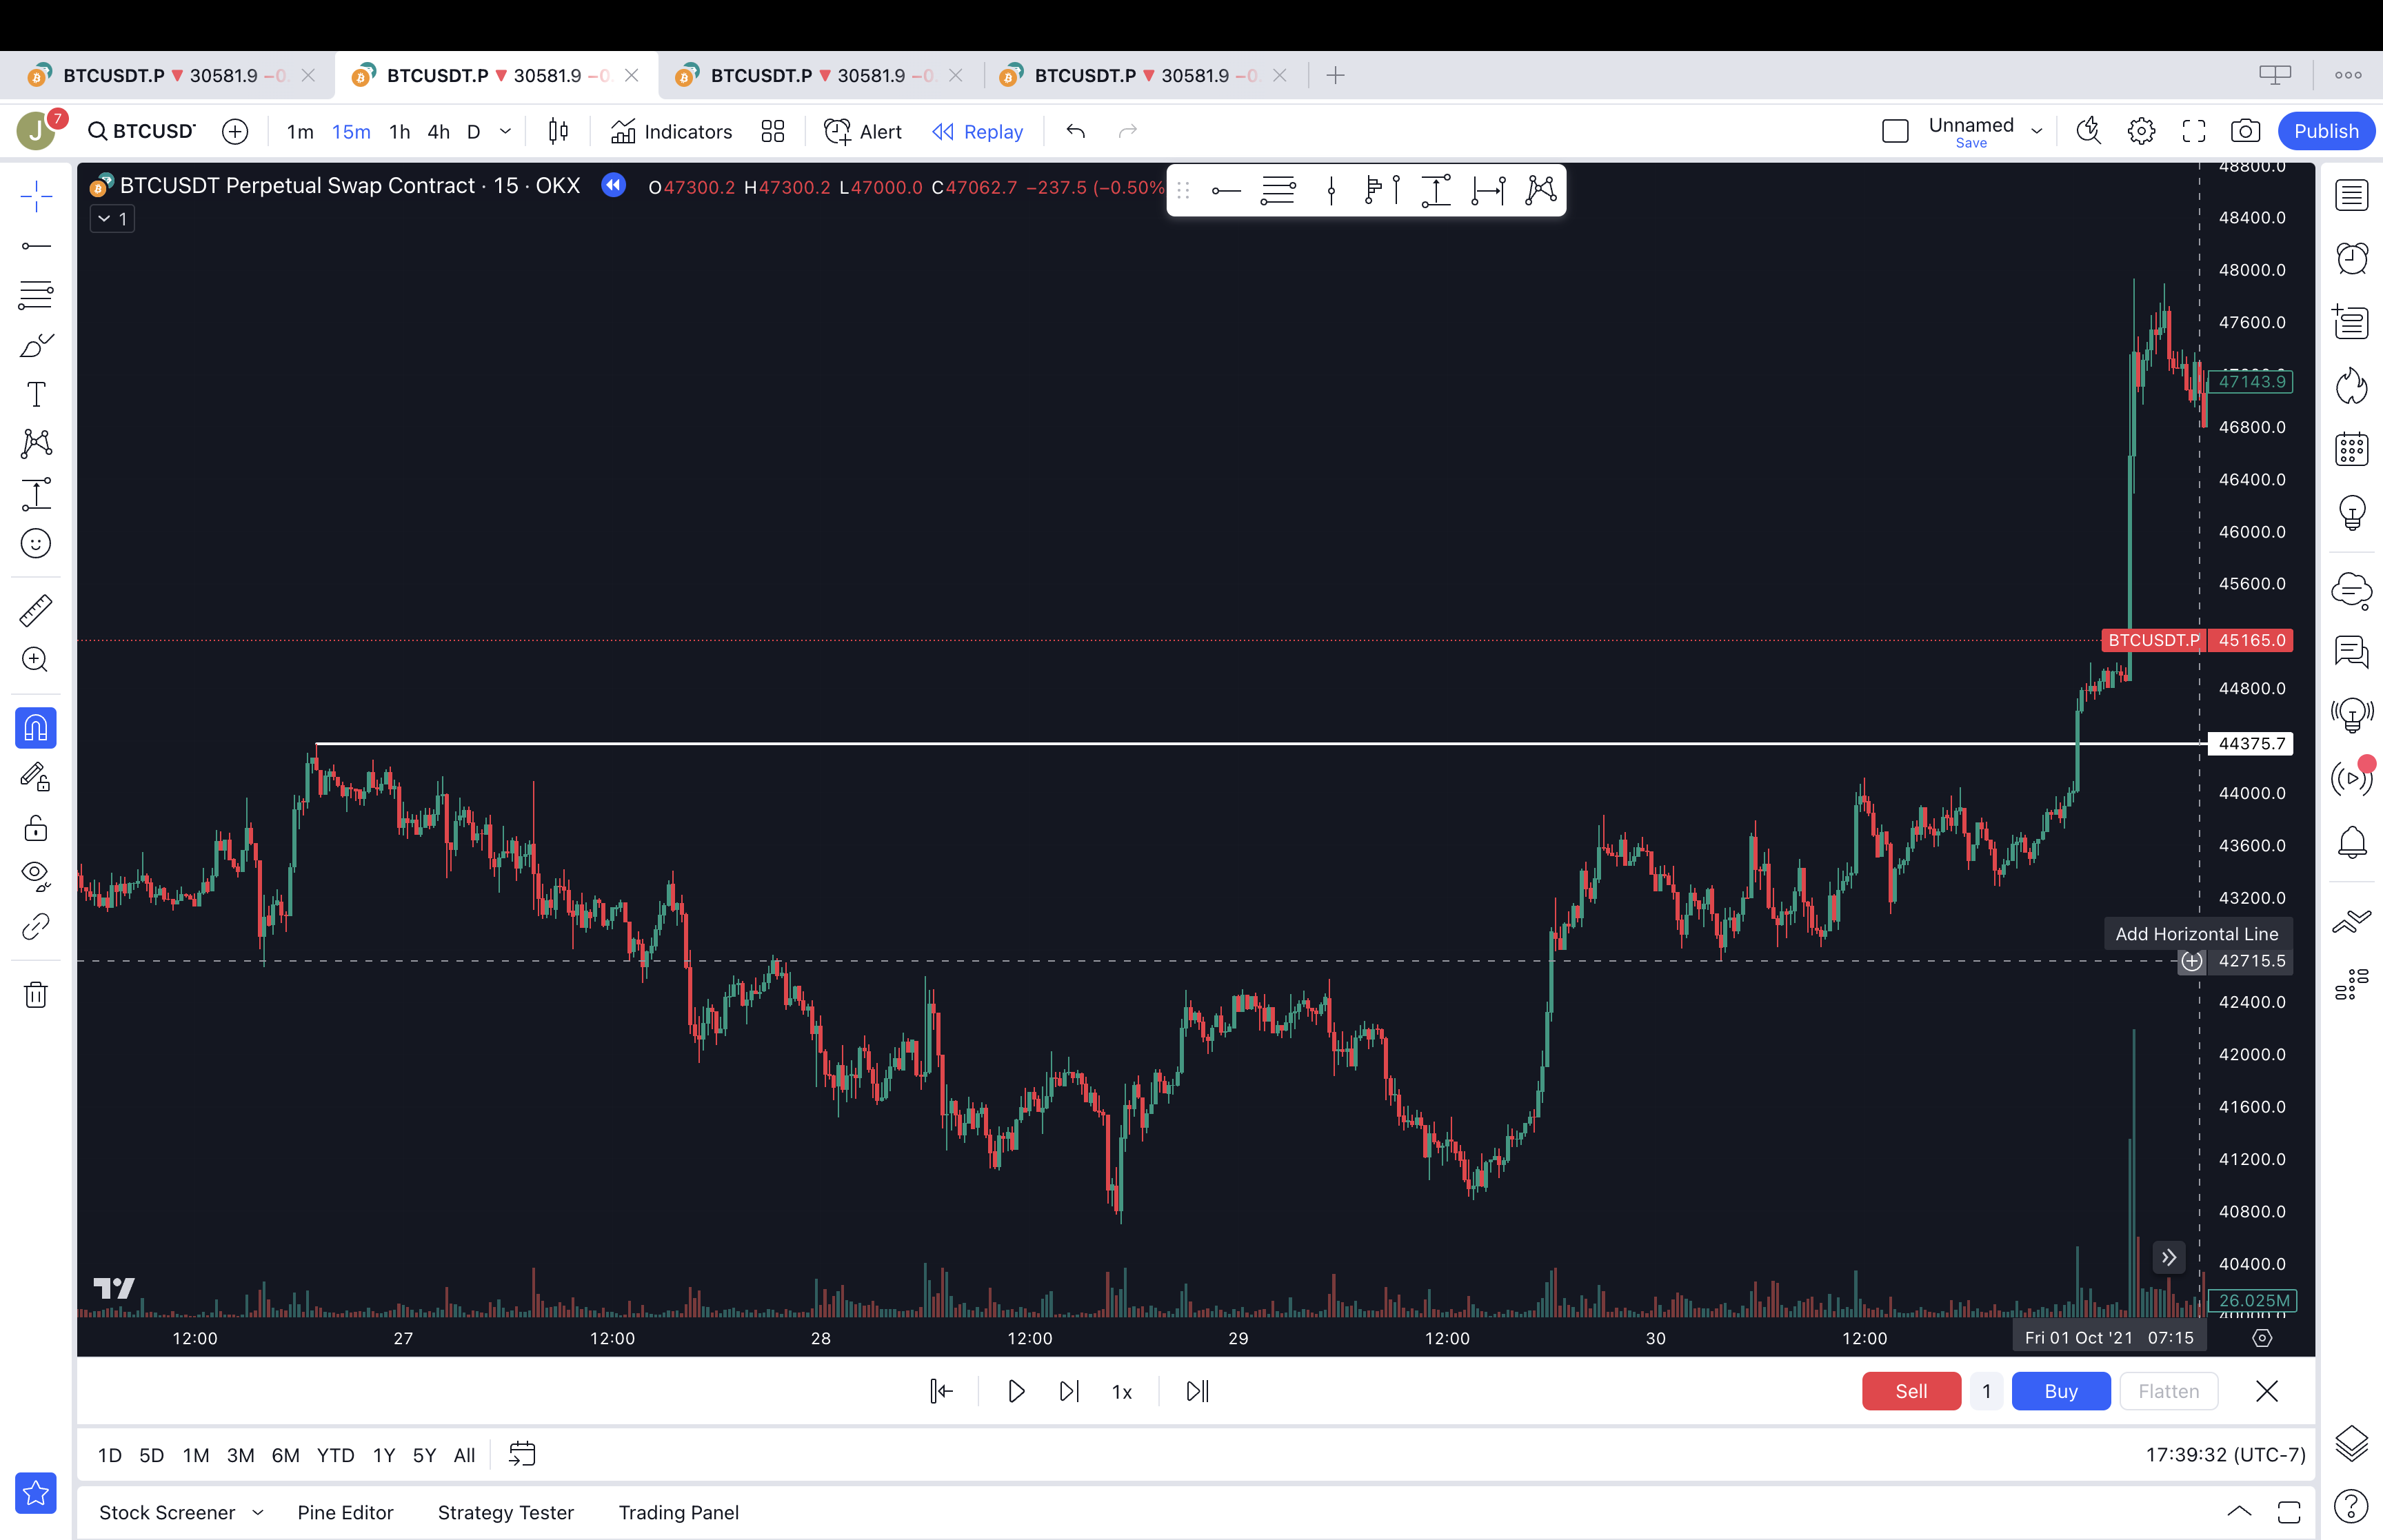 BTCUSDT.P ▼ 30581.9 −0. BTCUSDT.P ▼ 30581.9 −0. BTCUSDT.P ▼ 30581.9 −0. BTCUSDT.P ▼ 30581.9 −0.
J 7 BTCUSD 1m 15m 1h 4h D Indicators Alert Replay Unnamed Publish
Save
BTCUSDT Perpetual Swap Contract · 15 · OKX O47300.2 H47300.2 L47000.0 C47062.7 −237.5 (−0.50%
1
48800.0
48400.0
48000.0
47600.0
47143.9
46800.0
46400.0
46000.0
45600.0
BTCUSDT.P 45165.0
44800.0
44375.7
44000.0
43600.0
43200.0
Add Horizontal Line
42715.5
42400.0
42000.0
41600.0
41200.0
40800.0
40400.0
26.025M
12:00 27 12:00 28 12:00 29 12:00 30 12:00 Fri 01 Oct '21 07:15
1x Sell 1 Buy Flatten
1D 5D 1M 3M 6M YTD 1Y 5Y All 17:39:32 (UTC-7)
Stock Screener Pine Editor Strategy Tester Trading Panel